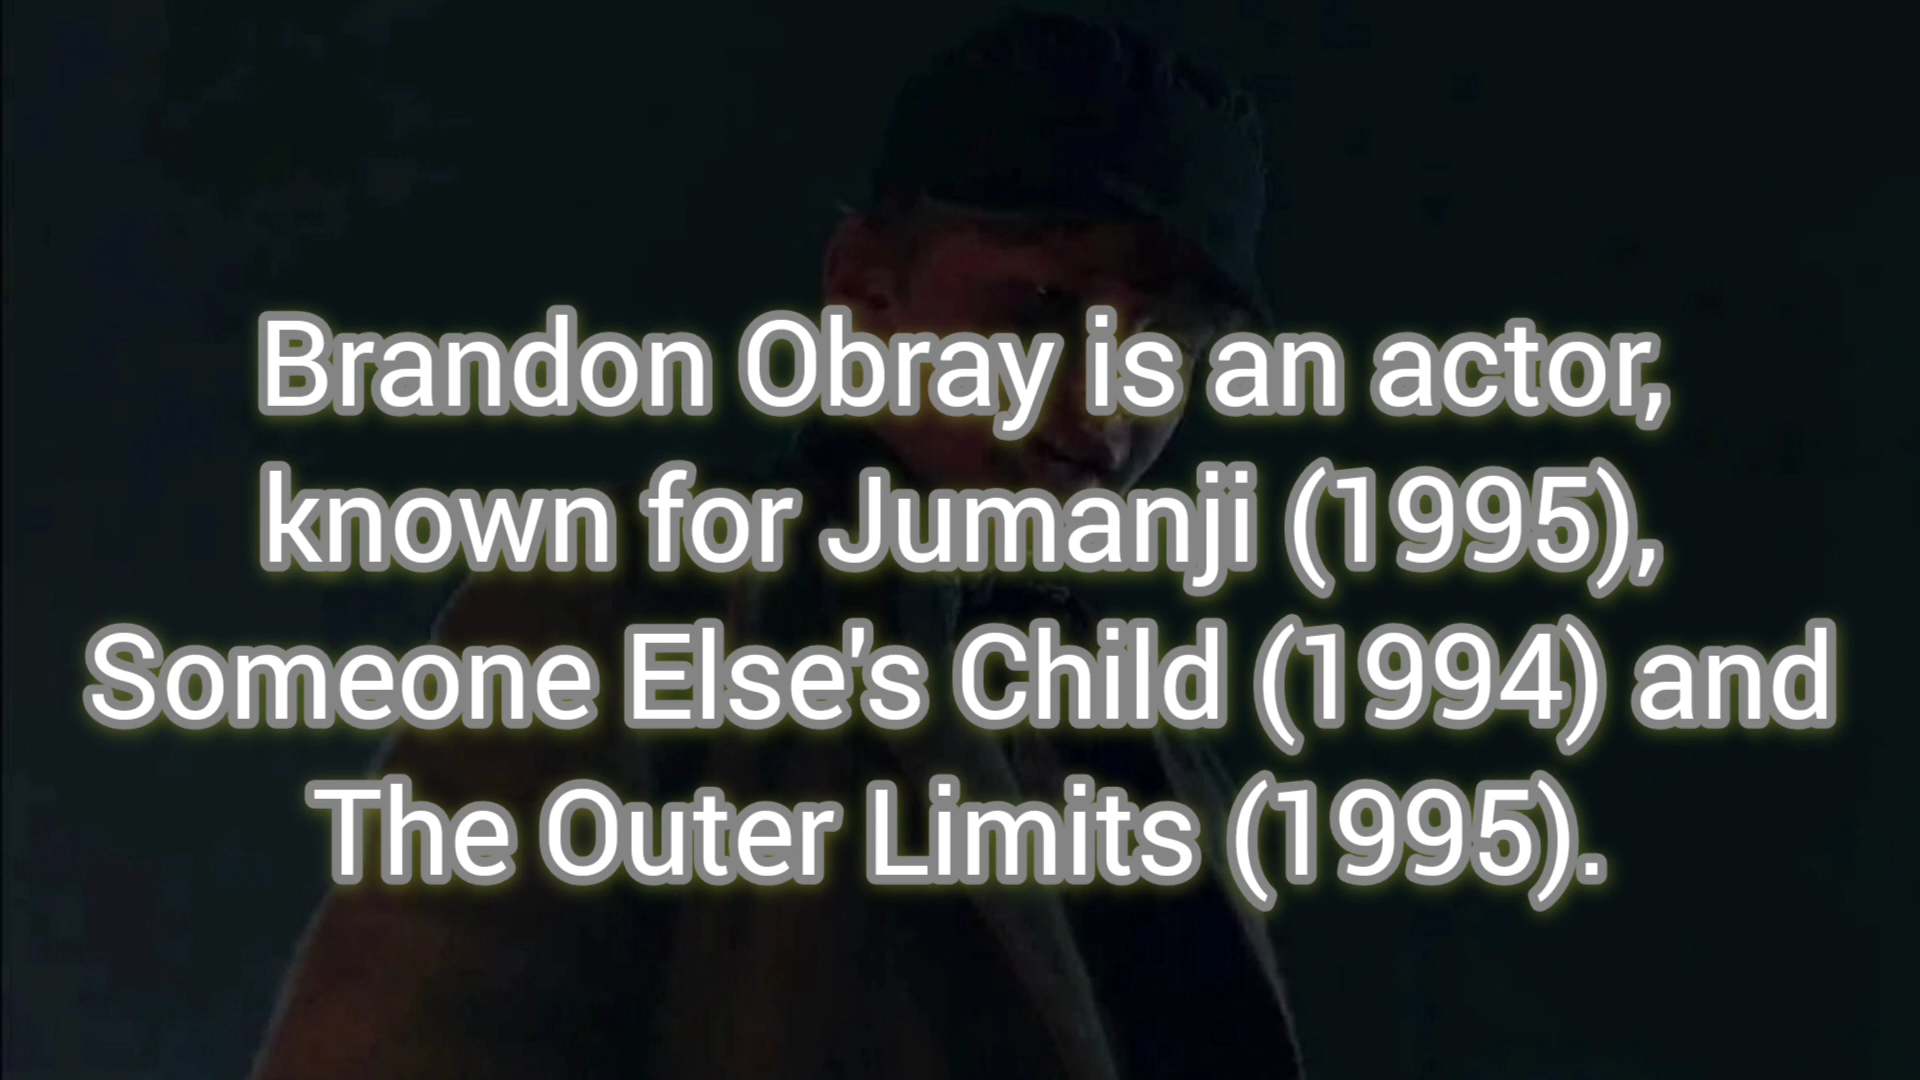 Brandon Obray is an actor,
known for Jumanji (1995),
Someone Else's Child (1994) and
The Outer Limits (1995).